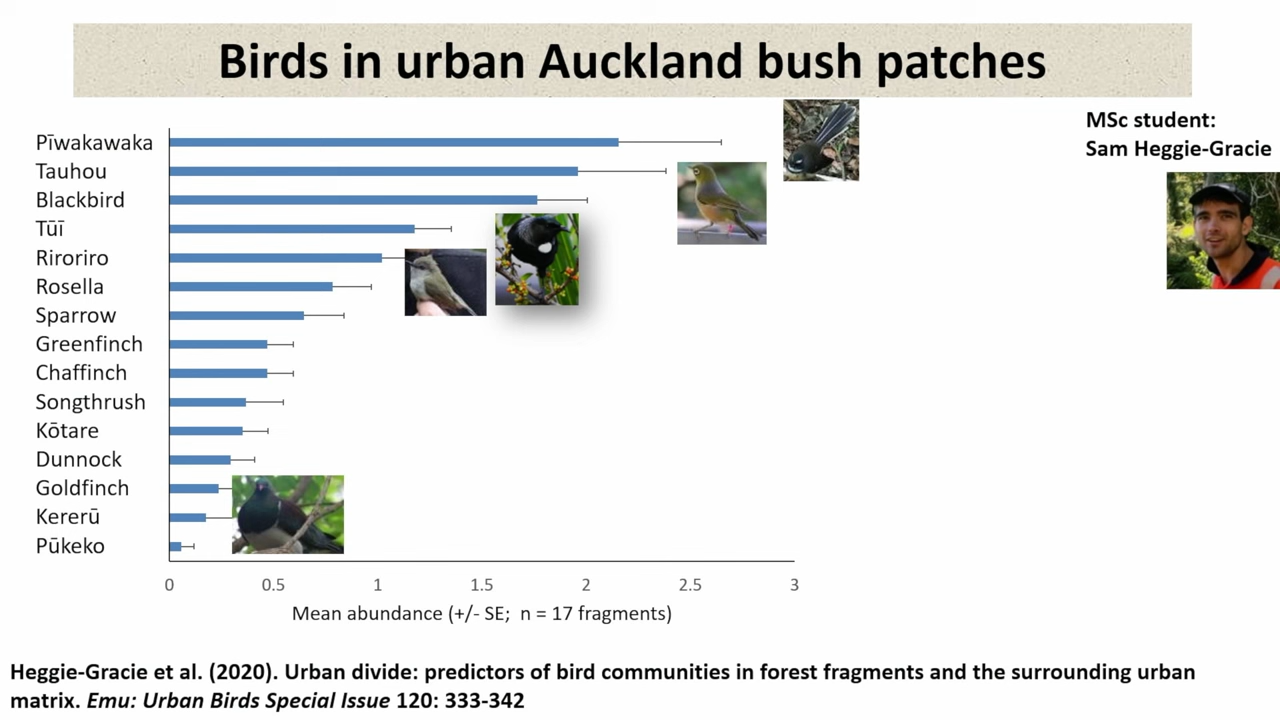 Birds in urban Auckland bush patches
MSc student:
Sam Heggie-Gracie
Pīwakawaka
Tauhou
Blackbird
Tūī
Riroriro
Rosella
Sparrow
Greenfinch
Chaffinch
Songthrush
Kōtare
Dunnock
Goldfinch
Kererū
Pūkeko
0 0.5 1 1.5 2 2.5 3
Mean abundance (+/- SE; n = 17 fragments)
Heggie-Gracie et al. (2020). Urban divide: predictors of bird communities in forest fragments and the surrounding urban
matrix. Emu: Urban Birds Special Issue 120: 333-342